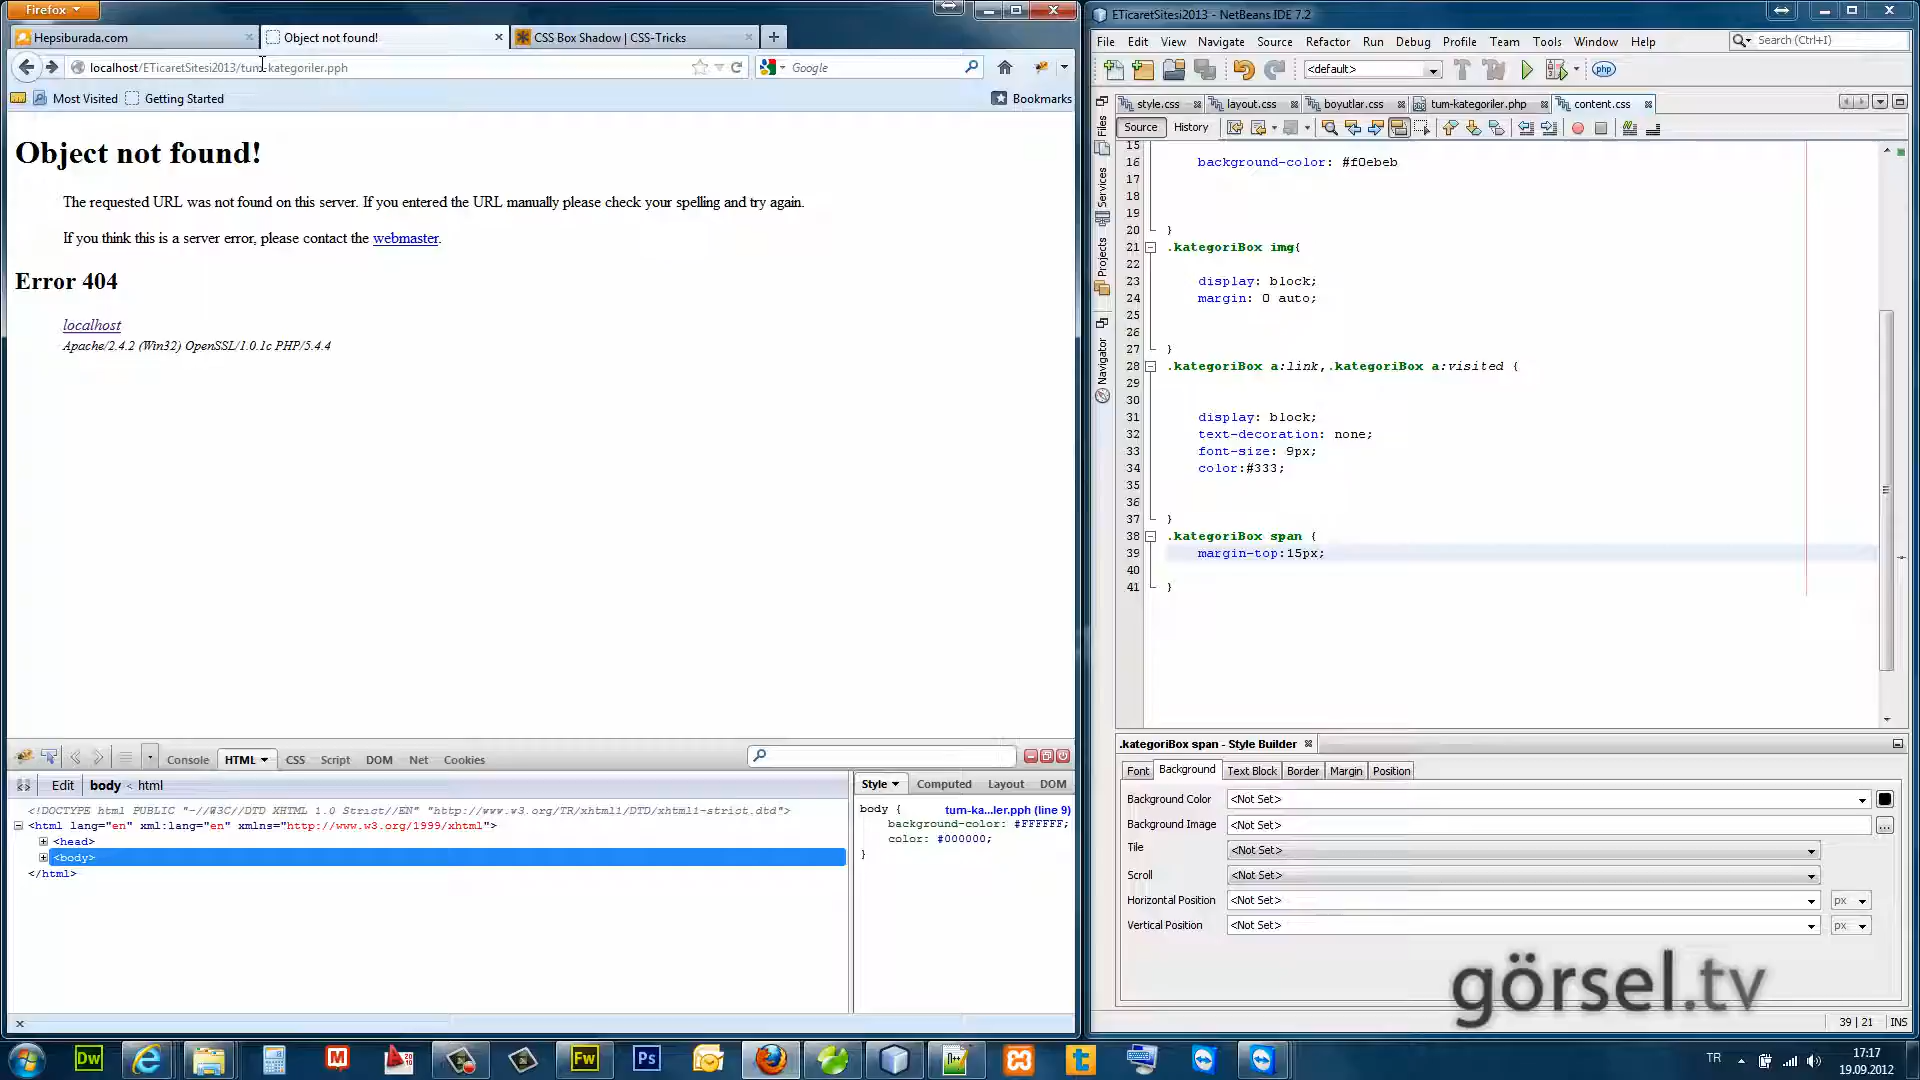 Firefox
Hepsiburada.com
Object not found!
CSS Box Shadow | CSS-Tricks
localhost/ETicaretSitesi2013/tum-kategoriler.pph
Google
Most Visited
Getting Started
Bookmarks
Object not found!
The requested URL was not found on this server. If you entered the URL manually please check your spelling and try again.
If you think this is a server error, please contact the webmaster.
Error 404
localhost
Apache/2.4.2 (Win32) OpenSSL/1.0.1c PHP/5.4.4
Console HTML CSS Script DOM Net Cookies
Edit body < html
<!DOCTYPE html PUBLIC "-//W3C//DTD XHTML 1.0 Strict//EN" "http://www.w3.org/TR/xhtml1/DTD/xhtml1-strict.dtd">
<html lang="en" xml:lang="en" xmlns="http://www.w3.org/1999/xhtml">
<head>
<body>
</html>
Style Computed Layout DOM
body { tum-ka...ler.pph (line 9)
background-color: #FFFFFF;
color: #000000;
}
ETicaretSitesi2013 - NetBeans IDE 7.2
File Edit View Navigate Source Refactor Run Debug Profile Team Tools Window Help
Search (Ctrl+I)
<default>
php
style.css layout.css boyutlar.css tum-kategoriler.php content.css
Source History
Files
Services
Projects
Navigator
15
16 background-color: #f0ebeb
17
18
19
20 }
21 .kategoriBox img{
22
23 display: block;
24 margin: 0 auto;
25
26
27 }
28 .kategoriBox a:link,.kategoriBox a:visited {
29
30
31 display: block;
32 text-decoration: none;
33 font-size: 9px;
34 color:#333;
35
36
37 }
38 .kategoriBox span {
39 margin-top:15px;
40
41 }
.kategoriBox span - Style Builder
Font Background Text Block Border Margin Position
Background Color <Not Set>
Background Image <Not Set> ...
Tile <Not Set>
Scroll <Not Set>
Horizontal Position <Not Set> px
Vertical Position <Not Set> px
görsel.tv
39 | 21 INS
Dw
Fw
Ps
TR
17:17
19.09.2012